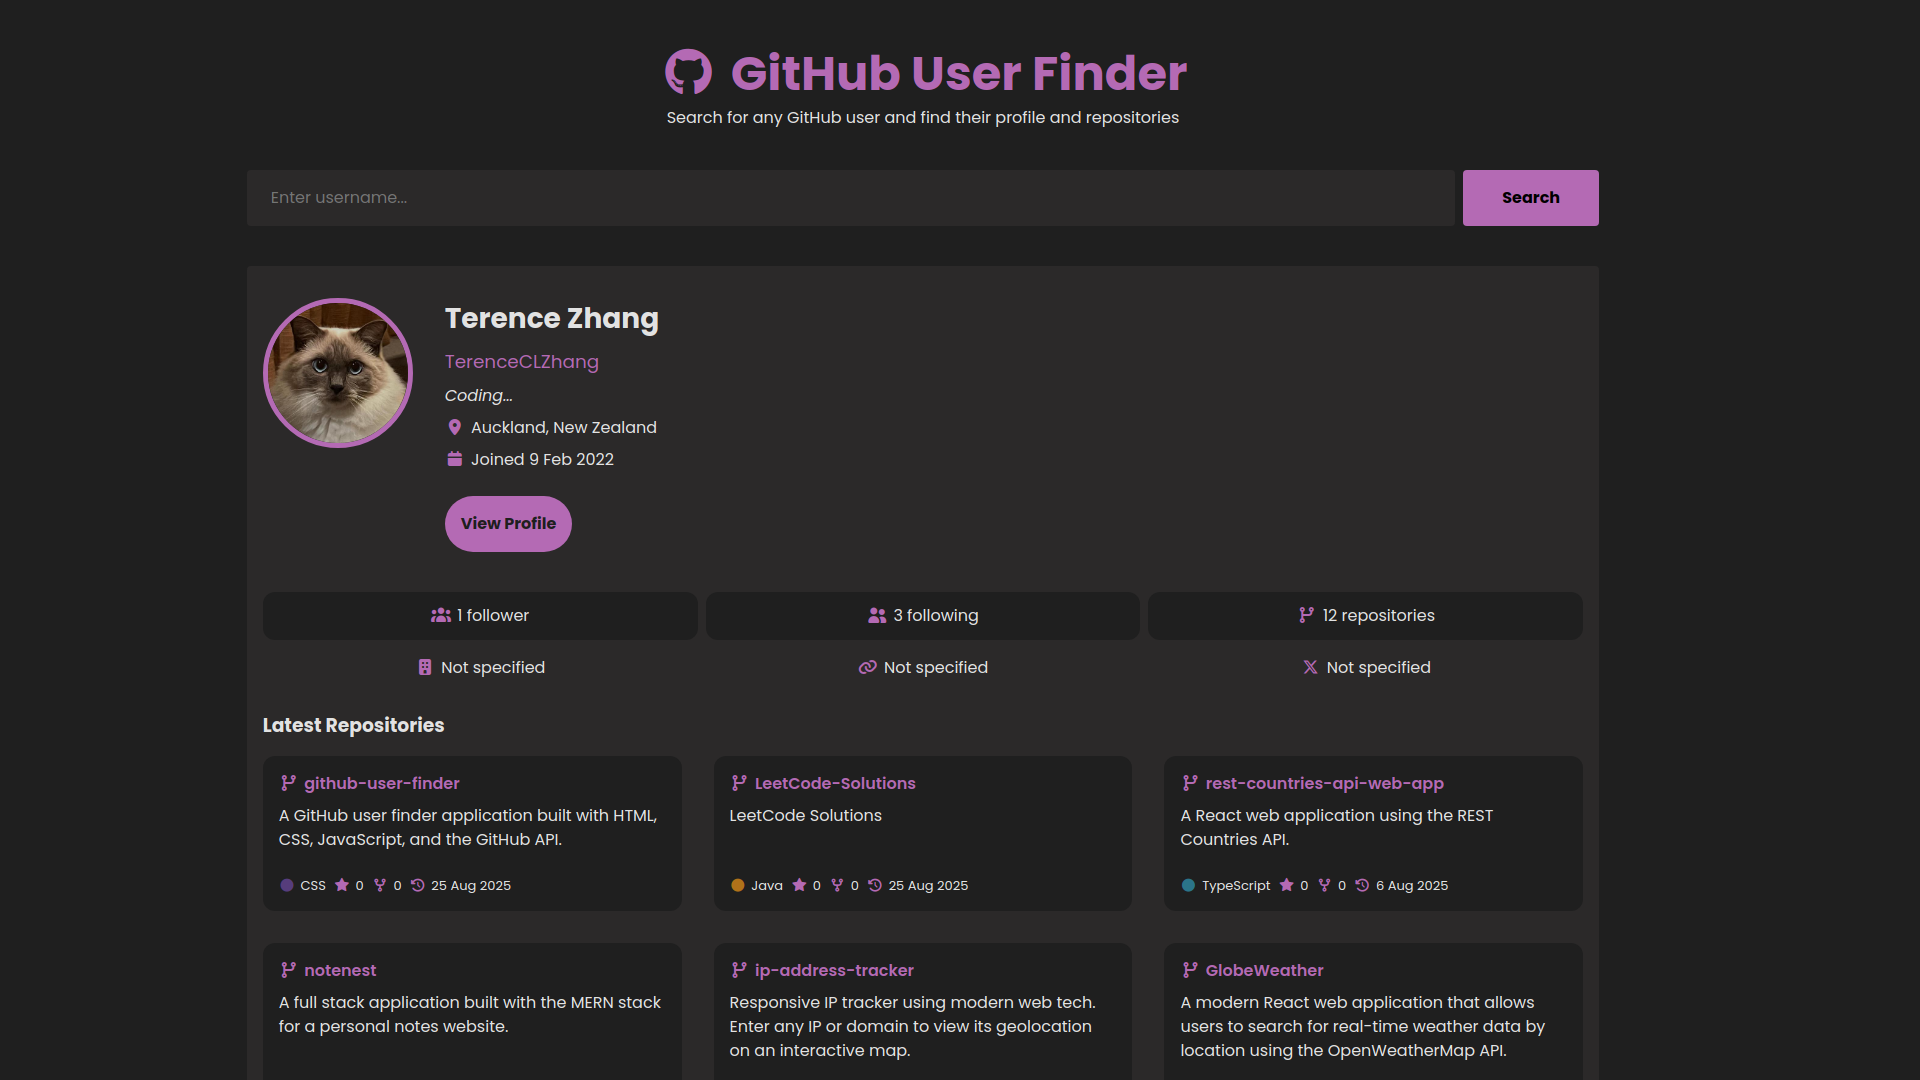 GitHub User Finder
Search for any GitHub user and find their profile and repositories
Enter username...
Search
Terence Zhang
TerenceCLZhang
Coding...
Auckland, New Zealand
Joined 9 Feb 2022
View Profile
1 follower
3 following
12 repositories
Not specified
Not specified
Not specified
Latest Repositories
github-user-finder
A GitHub user finder application built with HTML,
CSS, JavaScript, and the GitHub API.
CSS 0 0 25 Aug 2025
LeetCode-Solutions
LeetCode Solutions
Java 0 0 25 Aug 2025
rest-countries-api-web-app
A React web application using the REST
Countries API.
TypeScript 0 0 6 Aug 2025
notenest
A full stack application built with the MERN stack
for a personal notes website.
ip-address-tracker
Responsive IP tracker using modern web tech.
Enter any IP or domain to view its geolocation
on an interactive map.
GlobeWeather
A modern React web application that allows
users to search for real-time weather data by
location using the OpenWeatherMap API.